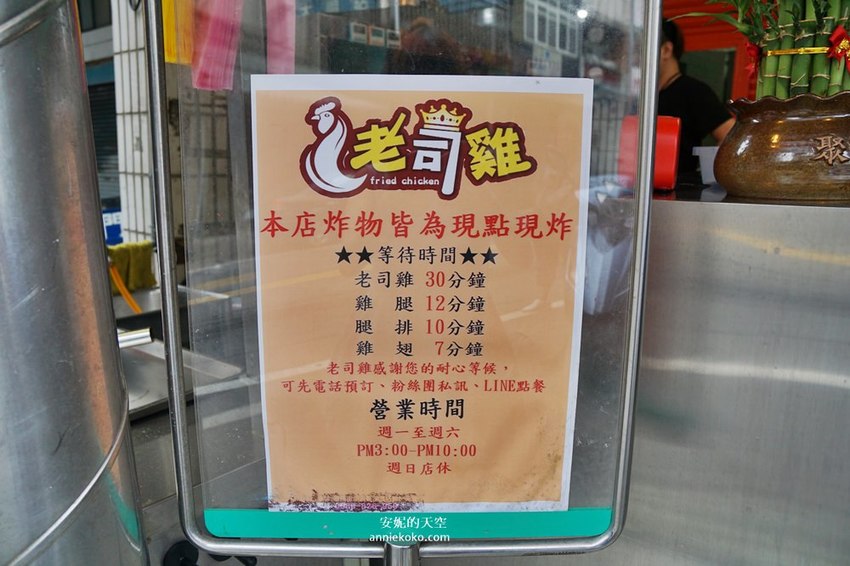 老司雞
fried chicken
本店炸物皆為現點現炸
★★等待時間★★
老司雞 30分鐘
雞 腿 12分鐘
腿 排 10分鐘
雞 翅 7分鐘
老司雞感謝您的耐心等候，
可先電話預訂、粉絲團私訊、LINE點餐
營業時間
週一至週六
PM3:00-PM10:00
週日店休
聚
安妮的天空
anniekoko.com